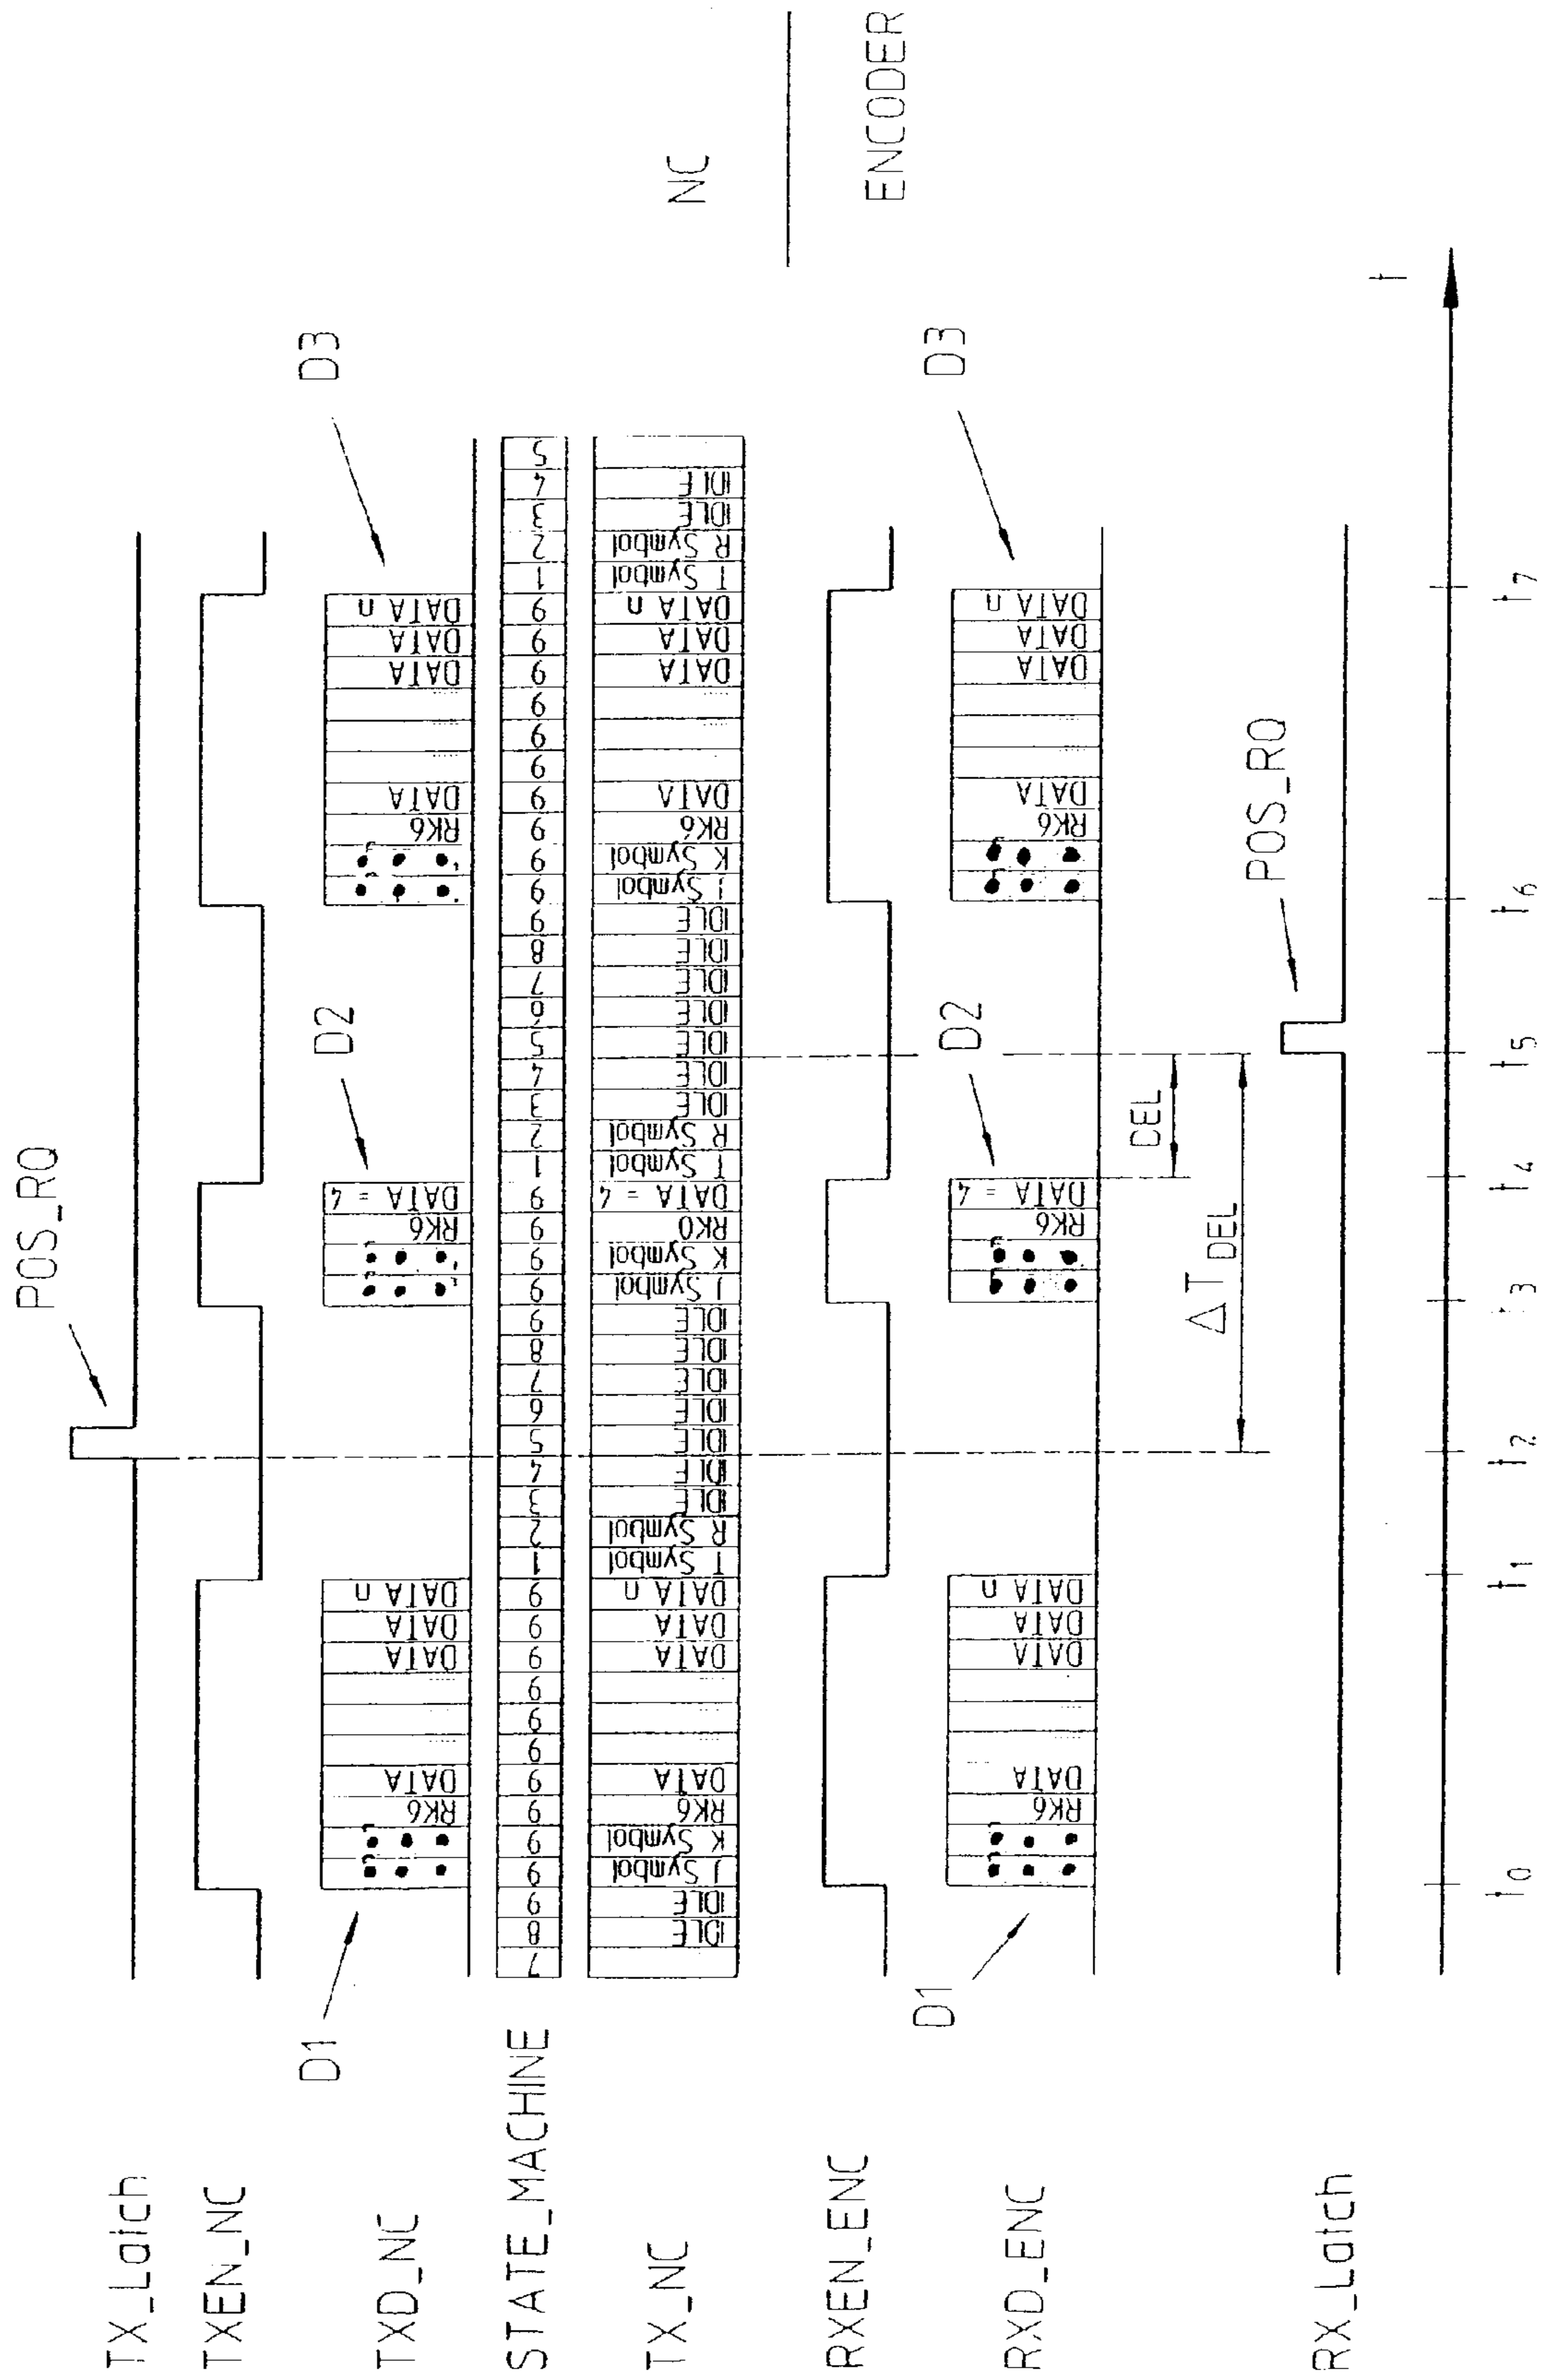 TX_Latch
POS_RQ
TXEN_NC
TXD_NC
D1
D2
D3
RK6
DATA
DATA
DATA
DATA n
RK6
DATA = 4
RK6
DATA
DATA
DATA
DATA n
STATE_MACHINE
7 8 9 9 9 9 9 9 9 9 9 9 9 1 2 3 4 5 6 7 8 9 9 9 9 9 1 2 3 4 5 6 7 8 9 9 9 9 9 9 9 9 9 9 9 1 2 3 4 5
TX_NC
IDLE
IDLE
J Symbol
K Symbol
RK6
DATA
DATA
DATA
DATA n
T Symbol
R Symbol
IDLE
IDLE
IDLE
IDLE
IDLE
IDLE
IDLE
J Symbol
K Symbol
RK0
DATA = 4
T Symbol
R Symbol
IDLE
IDLE
IDLE
IDLE
IDLE
IDLE
IDLE
J Symbol
K Symbol
RK6
DATA
DATA
DATA
DATA n
T Symbol
R Symbol
IDLE
IDLE
NC
ENCODER
RXEN_ENC
RXD_ENC
D1
D2
D3
RK6
DATA
DATA
DATA
DATA n
RK6
DATA = 4
RK6
DATA
DATA
DATA
DATA n
DEL
ΔT DEL
RX_Latch
POS_RQ
t
t0 t1 t2 t3 t4 t5 t6 t7